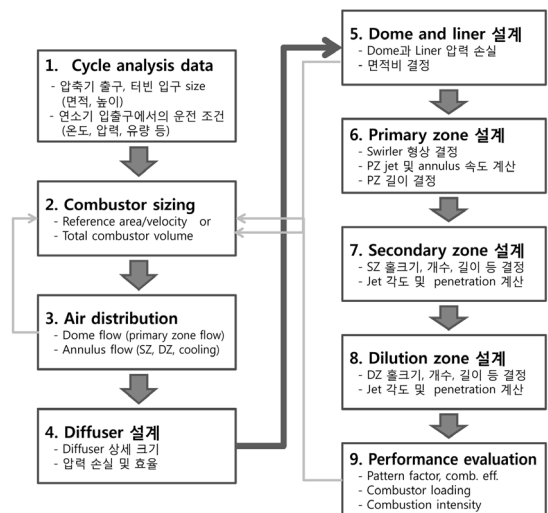 1. Cycle analysis data
- 압축기 출구, 터빈 입구 size
(면적, 높이)
- 연소기 입출구에서의 운전 조건
(온도, 압력, 유량 등)
2. Combustor sizing
- Reference area/velocity or
- Total combustor volume
3. Air distribution
- Dome flow (primary zone flow)
- Annulus flow (SZ, DZ, cooling)
4. Diffuser 설계
- Diffuser 상세 크기
- 압력 손실 및 효율
5. Dome and liner 설계
- Dome과 Liner 압력 손실
- 면적비 결정
6. Primary zone 설계
- Swirler 형상 결정
- PZ jet 및 annulus 속도 계산
- PZ 길이 결정
7. Secondary zone 설계
- SZ 홀크기, 개수, 길이 등 결정
- Jet 각도 및 penetration 계산
8. Dilution zone 설계
- DZ 홀크기, 개수, 길이 등 결정
- Jet 각도 및 penetration 계산
9. Performance evaluation
- Pattern factor, comb. eff.
- Combustor loading
- Combustion intensity